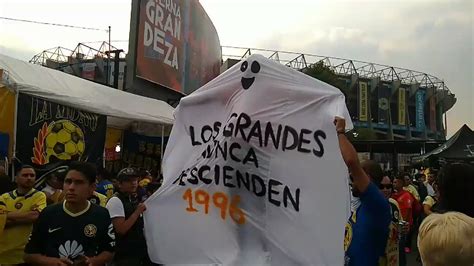 GRAN
DEZA
LOS GRANDES
NUNCA
DESCIENDEN
1996